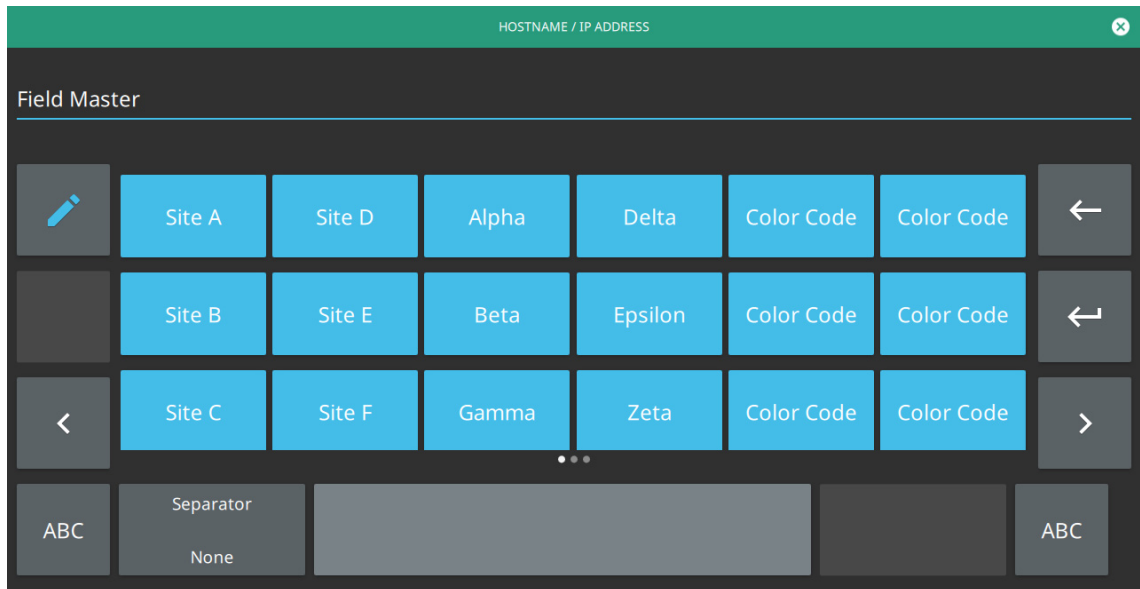 HOSTNAME / IP ADDRESS
Field Master
Site A
Site D
Alpha
Delta
Color Code
Color Code
Site B
Site E
Beta
Epsilon
Color Code
Color Code
Site C
Site F
Gamma
Zeta
Color Code
Color Code
ABC
Separator
None
ABC